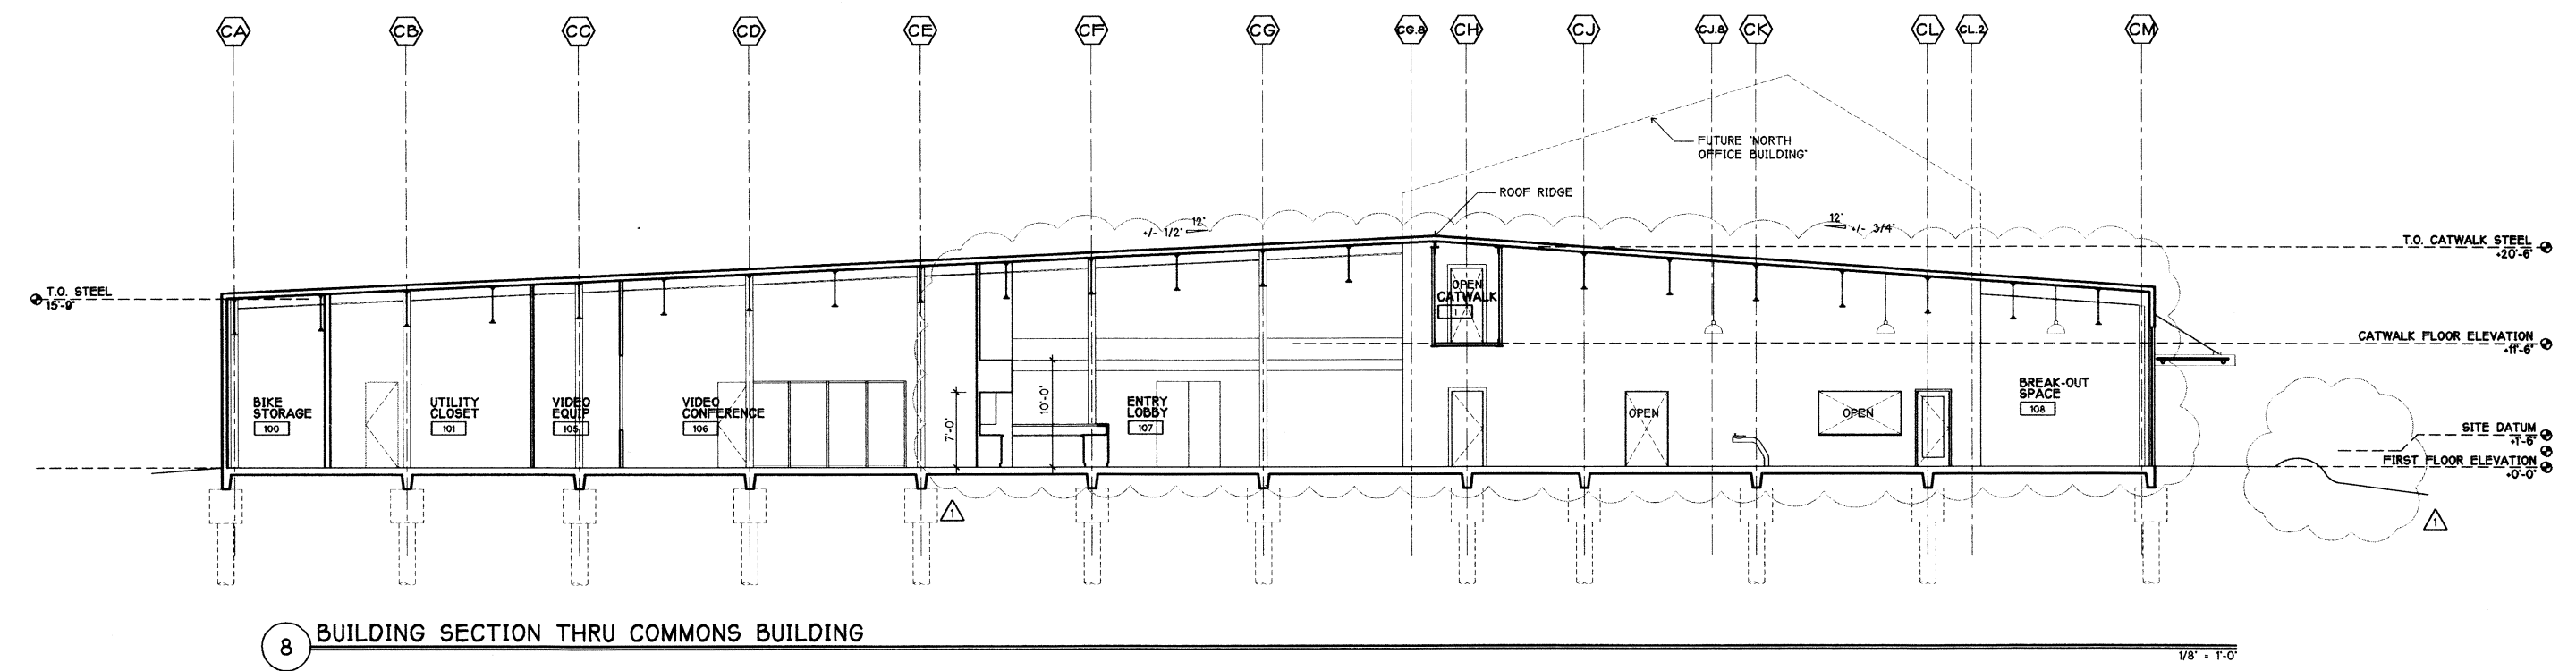 CA CB CC CD CE CF CG CG.8 CH CJ CJ.8 CK CL CL.2 CM
FUTURE "NORTH
OFFICE BUILDING"
ROOF RIDGE
12"
+/- 1/2"
12"
+/- 3/4"
T.O. CATWALK STEEL
+20'-6"
T.O. STEEL
15'-9"
OPEN
CATWALK
1
CATWALK FLOOR ELEVATION
+11'-6"
BIKE
STORAGE
100
UTILITY
CLOSET
101
VIDEO
EQUIP
105
VIDEO
CONFERENCE
106
7'-0"
10'-0"
ENTRY
LOBBY
107
OPEN
OPEN
BREAK-OUT
SPACE
108
SITE DATUM
+1'-6"
FIRST FLOOR ELEVATION
+0'-0"
1
1
8 BUILDING SECTION THRU COMMONS BUILDING
1/8" = 1'-0"